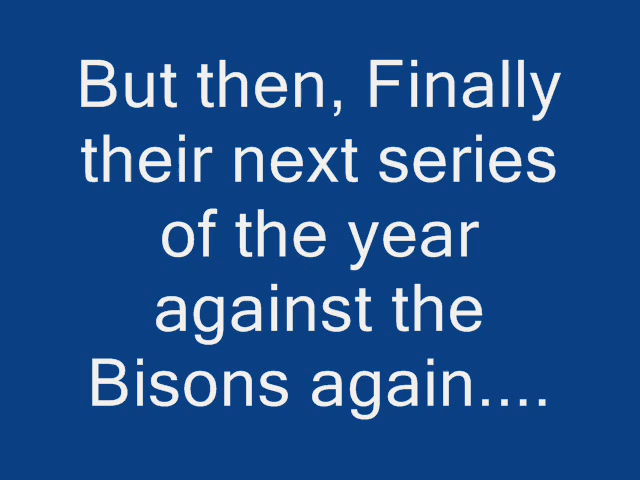 But then, Finally
their next series
of the year
against the
Bisons again....